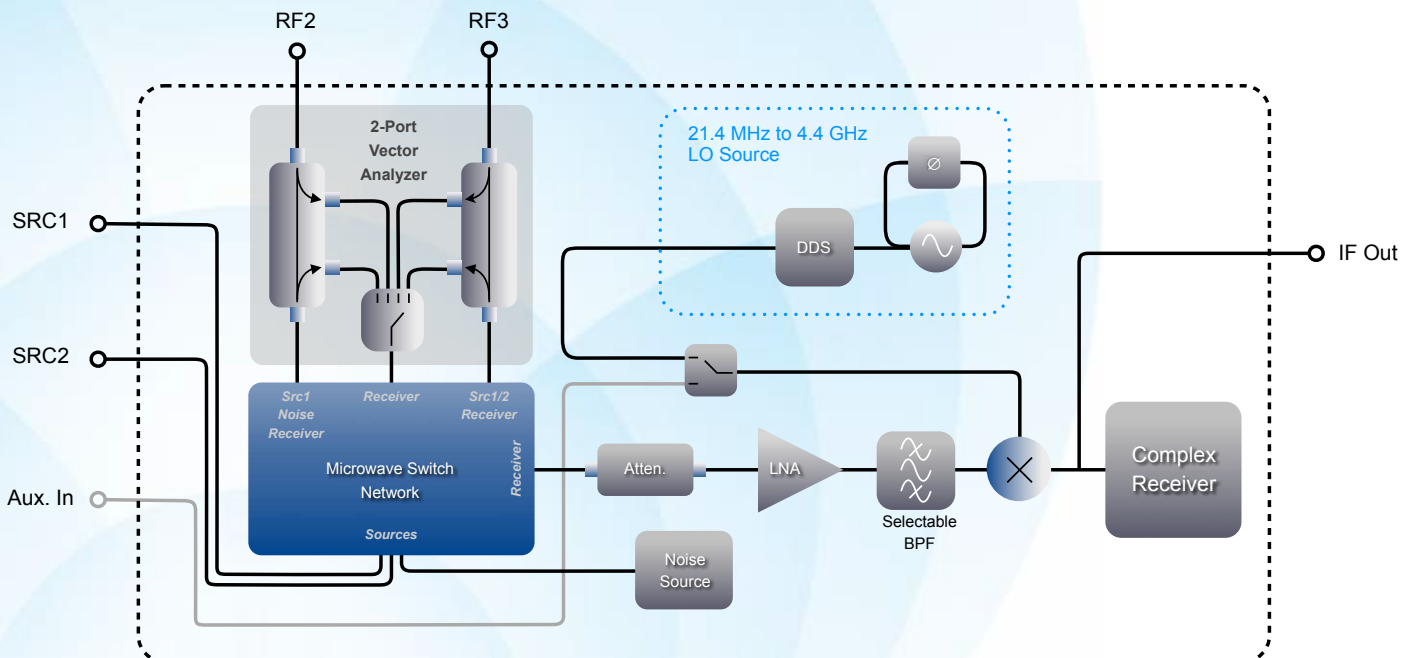 RF2
RF3
2-Port
Vector
Analyzer
21.4 MHz to 4.4 GHz
LO Source
∅
DDS
SRC1
IF Out
SRC2
Src1
Noise
Receiver
Receiver
Src1/2
Receiver
Receiver
Microwave Switch
Network
Sources
Atten.
LNA
Selectable
BPF
Complex
Receiver
Aux. In
Noise
Source